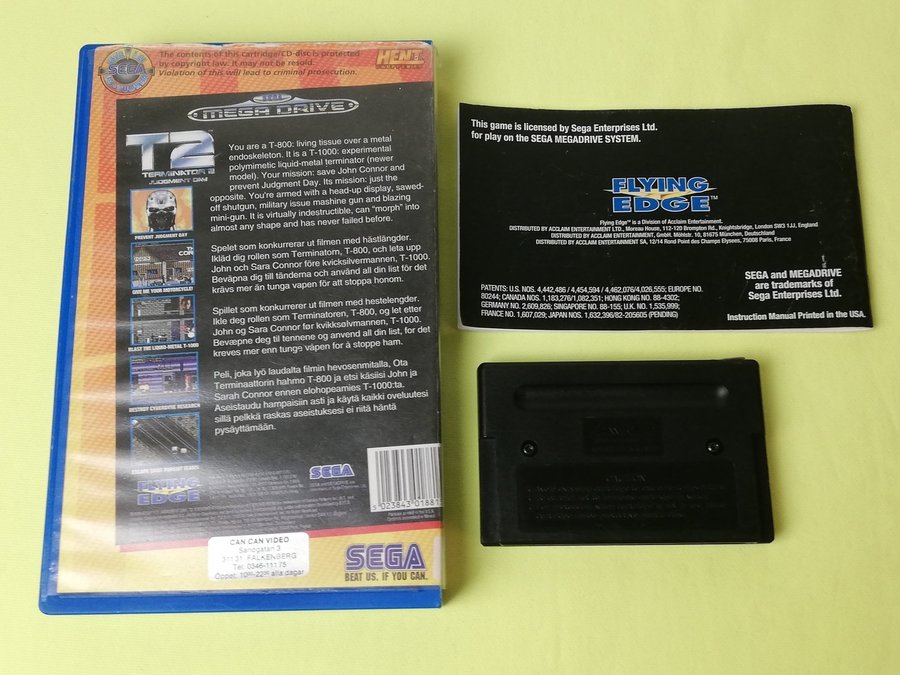 The contents of this cartridge/CD-disc is protected
by copyright law. It may not be resold.
Violation of this will lead to criminal prosecution.
SEGA
HENT
SEGA
MEGA DRIVE
T2
TERMINATOR 2
JUDGMENT DAY
You are a T-800: living tissue over a metal
endoskeleton. It is a T-1000: experimental
polymimetic liquid-metal terminator (newer
model). Your mission: save John Connor and
prevent Judgment Day. Its mission: just the
opposite. You're armed with a head-up display, sawed-
off shutgun, military issue mashine gun and blazing
mini-gun. It is virtually indestructible, can "morph" into
almost any shape and has never failed before.
Spelet som konkurrerar ut filmen med hästlängder.
Ikläd dig rollen som Terminatorn, T-800, och leta upp
John och Sara Connor före kvicksilvermannen, T-1000.
Beväpna dig till tänderna och använd all din list för det
krävs mer än tunga vapen för att stoppa honom.
Spillet som konkurrerer ut filmen med hestelengder.
Ikle deg rollen som Terminatoren, T-800, og let efter
John og Sara Connor før kvikksølvmannen, T-1000.
Bevæpne deg til tennene og anvend all din list, for det
kreves mer enn tunge våpen for å stoppe ham.
Peli, joka lyö laudalta filmin hevosenmitalla, Ota
Terminaattorin hahmo T-800 ja etsi käsiisi John ja
Sarah Connor ennen elohopeamies T-1000:ta.
Aseistaudu hampaisiin asti ja käytä kaikki oveluutesi
sillä pelkkä raskas aseistuksesi ei riitä häntä
pysäyttämään.
PREVENT JUDGMENT DAY
GIVE ME YOUR MOTORCYCLE!
BLAST THE LIQUID-METAL T-1000
DESTROY CYBERDYNE RESEARCH
FLYING
EDGE
SEGA
5 023843 01881
CAN CAN VIDEO
Sandgatan 3
311 31 FALKENBERG
Tel. 0346-111 75
Öppet: 10⁰⁰-22⁰⁰ alla dagar
SEGA
BEAT US. IF YOU CAN.
This game is licensed by Sega Enterprises Ltd.
for play on the SEGA MEGADRIVE SYSTEM.
FLYING
EDGE
Flying Edge™ is a Division of Acclaim Entertainment.
DISTRIBUTED BY ACCLAIM ENTERTAINMENT LTD., Moreau House, 112-120 Brompton Rd., Knightsbridge, London SW3 1JJ, England
DISTRIBUTED BY ACCLAIM ENTERTAINMENT, GmbH, Mühlstr. 10, 81675 München, Deutschland
DISTRIBUTED BY ACCLAIM ENTERTAINMENT SA, 12/14 Rond Point des Champs Elysees, 75008 Paris, France
SEGA and MEGADRIVE
are trademarks of
Sega Enterprises Ltd.
PATENTS: U.S. NOS. 4,442,486 / 4,454,594 / 4,462,076/4,026,555; EUROPE NO.
80244; CANADA NOS. 1,183,276/1,082,351; HONG KONG NO. 88-4302;
GERMANY NO. 2,609,826; SINGAPORE NO. 88-155; U.K. NO. 1,535,999;
FRANCE NO. 1,607,029; JAPAN NOS. 1,632,396/82-205605 (PENDING)
Instruction Manual Printed in the USA.